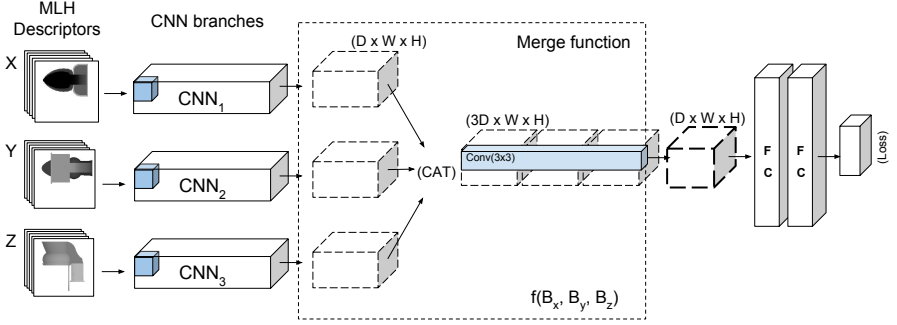 MLH
Descriptors
CNN branches
Merge function
X
Y
Z
CNN1
CNN2
CNN3
(D x W x H)
(CAT)
(3D x W x H)
Conv(3x3)
(D x W x H)
f(Bx, By, Bz)
F
C
F
C
(Loss)